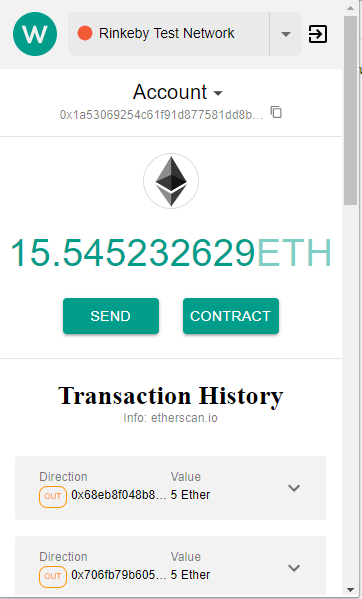 W Rinkeby Test Network
Account
0x1a53069254c61f91d877581dd8b...
15.545232629ETH
SEND CONTRACT
Transaction History
Info: etherscan.io
Direction Value
OUT 0x68eb8f048b8... 5 Ether
Direction Value
OUT 0x706fb79b605... 5 Ether